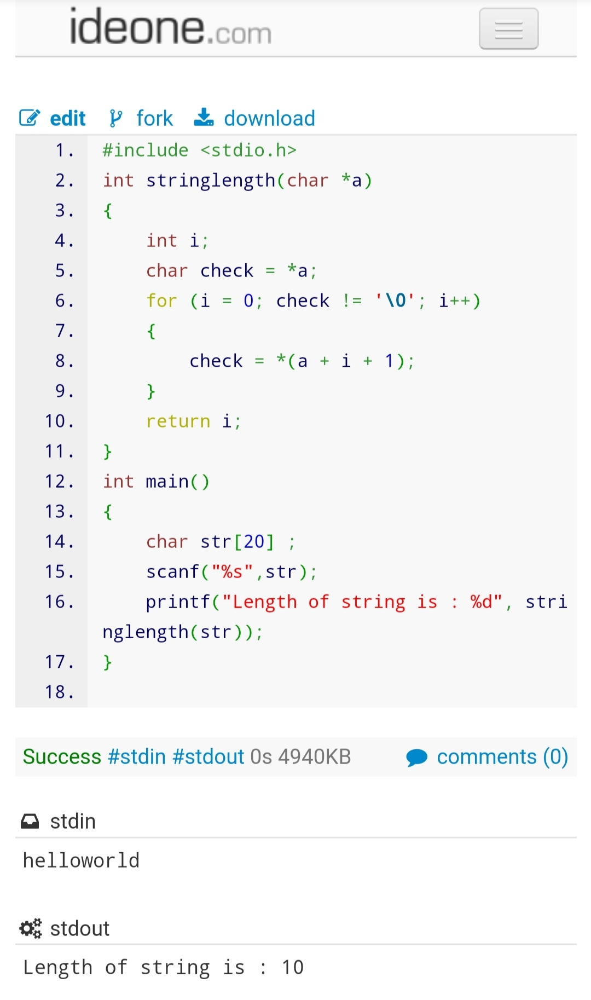 ideone.com
edit fork download
1. #include <stdio.h>
2. int stringlength(char *a)
3. {
4. int i;
5. char check = *a;
6. for (i = 0; check != '\0'; i++)
7. {
8. check = *(a + i + 1);
9. }
10. return i;
11. }
12. int main()
13. {
14. char str[20] ;
15. scanf("%s",str);
16. printf("Length of string is : %d", stri
nglength(str));
17. }
18.
Success #stdin #stdout 0s 4940KB comments (0)
stdin
helloworld
stdout
Length of string is : 10